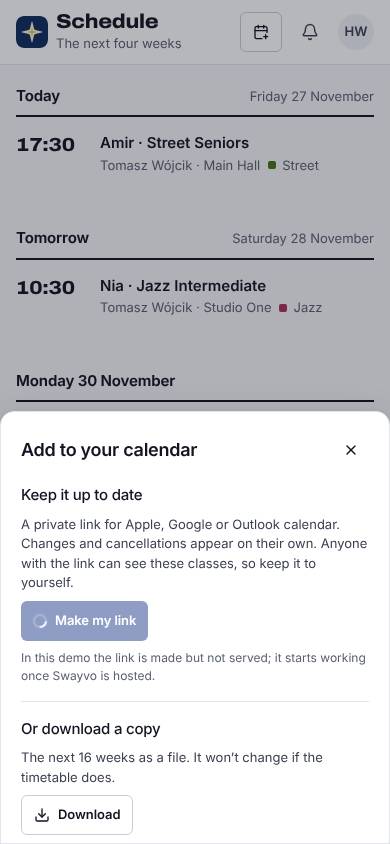 Schedule
The next four weeks
HW
Today
Friday 27 November
17:30
Amir · Street Seniors
Tomasz Wójcik · Main Hall
Street
Tomorrow
Saturday 28 November
10:30
Nia · Jazz Intermediate
Tomasz Wójcik · Studio One
Jazz
Monday 30 November
Add to your calendar
Keep it up to date
A private link for Apple, Google or Outlook calendar.
Changes and cancellations appear on their own. Anyone
with the link can see these classes, so keep it to
yourself.
Make my link
In this demo the link is made but not served; it starts working
once Swayvo is hosted.
Or download a copy
The next 16 weeks as a file. It won’t change if the
timetable does.
Download